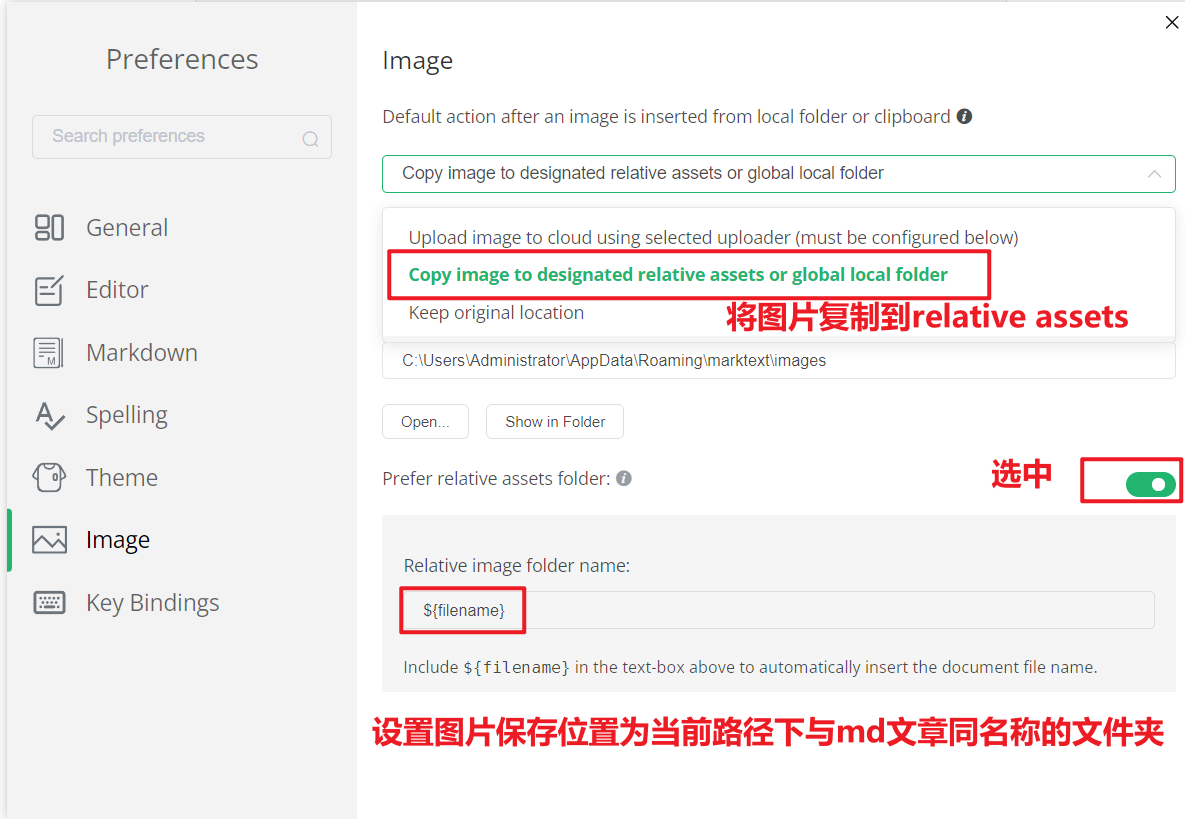 Preferences
Search preferences
General
Editor
Markdown
Spelling
Theme
Image
Key Bindings
Image
Default action after an image is inserted from local folder or clipboard
Copy image to designated relative assets or global local folder
Upload image to cloud using selected uploader (must be configured below)
Copy image to designated relative assets or global local folder
Keep original location
将图片复制到relative assets
C:\Users\Administrator\AppData\Roaming\marktext\images
Open...
Show in Folder
Prefer relative assets folder:
选中
Relative image folder name:
${filename}
Include ${filename} in the text-box above to automatically insert the document file name.
设置图片保存位置为当前路径下与md文章同名称的文件夹